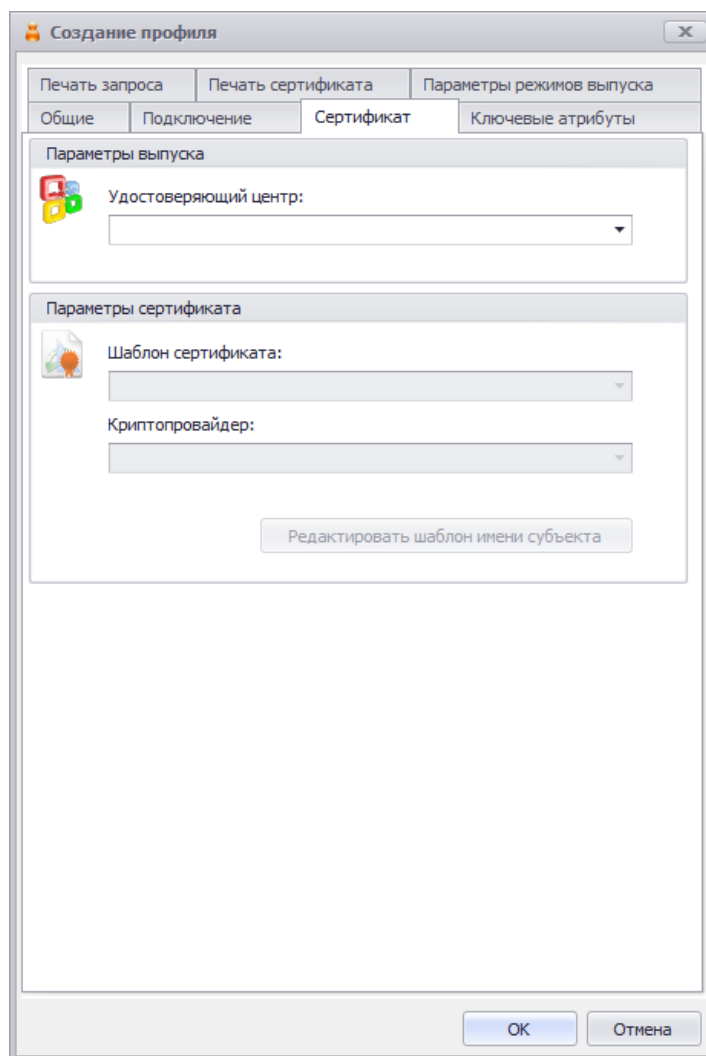 Создание профиля
Печать запроса
Печать сертификата
Параметры режимов выпуска
Общие
Подключение
Сертификат
Ключевые атрибуты
Параметры выпуска
Удостоверяющий центр:
Параметры сертификата
Шаблон сертификата:
Криптопровайдер:
Редактировать шаблон имени субъекта
OK
Отмена